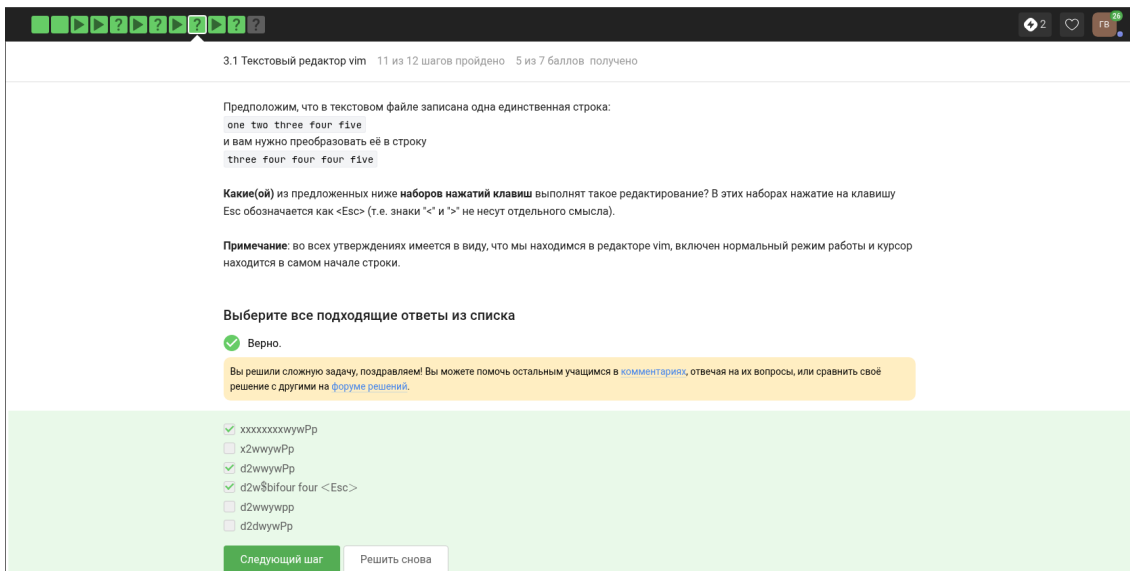 ? ? ? ? ? ?
2
ГВ
26
3.1 Текстовый редактор vim 11 из 12 шагов пройдено 5 из 7 баллов получено
Предположим, что в текстовом файле записана одна единственная строка:
one two three four five
и вам нужно преобразовать её в строку
three four four four five
Какие(ой) из предложенных ниже наборов нажатий клавиш выполнят такое редактирование? В этих наборах нажатие на клавишу
Esc обозначается как <Esc> (т.е. знаки "<" и ">" не несут отдельного смысла).
Примечание: во всех утверждениях имеется в виду, что мы находимся в редакторе vim, включен нормальный режим работы и курсор
находится в самом начале строки.
Выберите все подходящие ответы из списка
Верно.
Вы решили сложную задачу, поздравляем! Вы можете помочь остальным учащимся в комментариях, отвечая на их вопросы, или сравнить своё
решение с другими на форуме решений.
xxxxxxxxwywPp
x2wwywPp
d2wwywPp
d2w$bifour four <Esc>
d2wwywpp
d2dwywPp
Следующий шаг Решить снова